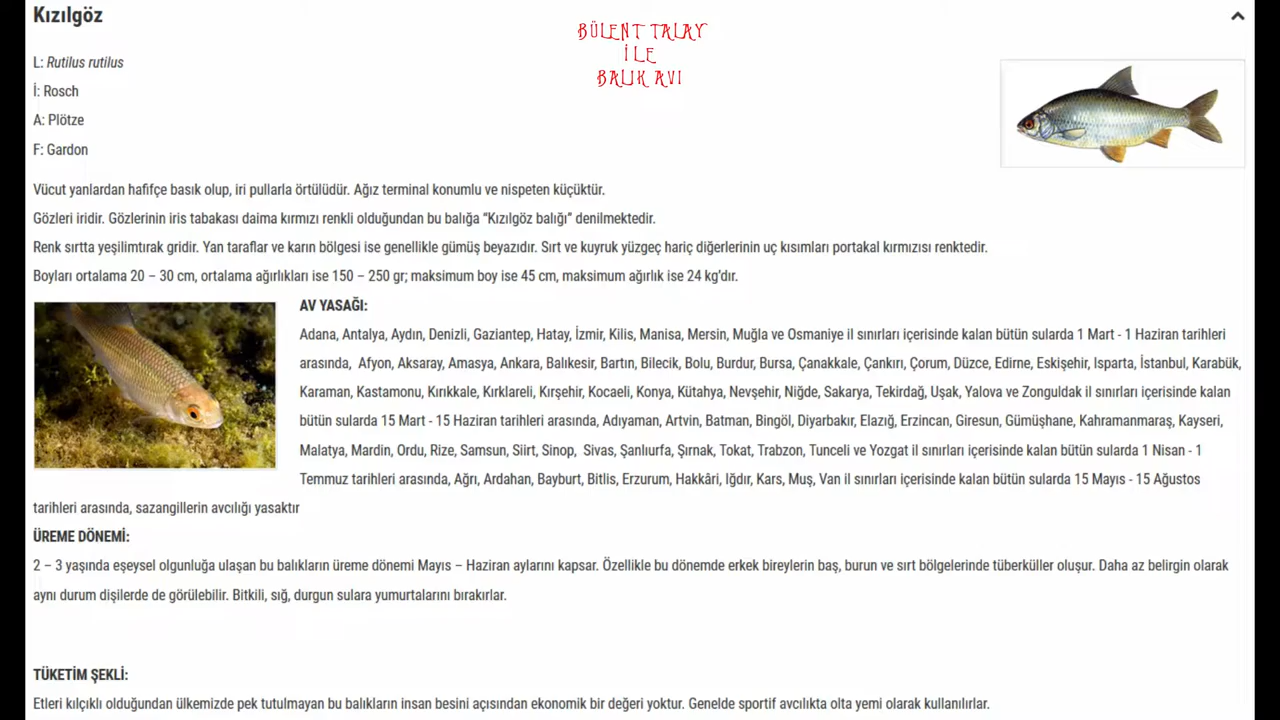 Kızılgöz
BÜLENT TALAY
İLE
BALIK AVI
L: Rutilus rutilus
İ: Rosch
A: Plötze
F: Gardon
Vücut yanlardan hafifçe basık olup, iri pullarla örtülüdür. Ağız terminal konumlu ve nispeten küçüktür.
Gözleri iridir. Gözlerinin iris tabakası daima kırmızı renkli olduğundan bu balığa “Kızılgöz balığı” denilmektedir.
Renk sırtta yeşilimtırak gridir. Yan taraflar ve karın bölgesi ise genellikle gümüş beyazıdır. Sırt ve kuyruk yüzgeç hariç diğerlerinin uç kısımları portakal kırmızısı renktedir.
Boyları ortalama 20 – 30 cm, ortalama ağırlıkları ise 150 – 250 gr; maksimum boy ise 45 cm, maksimum ağırlık ise 24 kg’dır.
AV YASAĞI:
Adana, Antalya, Aydın, Denizli, Gaziantep, Hatay, İzmir, Kilis, Manisa, Mersin, Muğla ve Osmaniye il sınırları içerisinde kalan bütün sularda 1 Mart - 1 Haziran tarihleri
arasında, Afyon, Aksaray, Amasya, Ankara, Balıkesir, Bartın, Bilecik, Bolu, Burdur, Bursa, Çanakkale, Çankırı, Çorum, Düzce, Edirne, Eskişehir, Isparta, İstanbul, Karabük,
Karaman, Kastamonu, Kırıkkale, Kırklareli, Kırşehir, Kocaeli, Konya, Kütahya, Nevşehir, Niğde, Sakarya, Tekirdağ, Uşak, Yalova ve Zonguldak il sınırları içerisinde kalan
bütün sularda 15 Mart - 15 Haziran tarihleri arasında, Adıyaman, Artvin, Batman, Bingöl, Diyarbakır, Elazığ, Erzincan, Giresun, Gümüşhane, Kahramanmaraş, Kayseri,
Malatya, Mardin, Ordu, Rize, Samsun, Siirt, Sinop, Sivas, Şanlıurfa, Şırnak, Tokat, Trabzon, Tunceli ve Yozgat il sınırları içerisinde kalan bütün sularda 1 Nisan - 1
Temmuz tarihleri arasında, Ağrı, Ardahan, Bayburt, Bitlis, Erzurum, Hakkâri, Iğdır, Kars, Muş, Van il sınırları içerisinde kalan bütün sularda 15 Mayıs - 15 Ağustos
tarihleri arasında, sazangillerin avcılığı yasaktır
ÜREME DÖNEMİ:
2 – 3 yaşında eşeysel olgunluğa ulaşan bu balıkların üreme dönemi Mayıs – Haziran aylarını kapsar. Özellikle bu dönemde erkek bireylerin baş, burun ve sırt bölgelerinde tüberküller oluşur. Daha az belirgin olarak
aynı durum dişilerde de görülebilir. Bitkili, sığ, durgun sulara yumurtalarını bırakırlar.
TÜKETİM ŞEKLİ:
Etleri kılçıklı olduğundan ülkemizde pek tutulmayan bu balıkların insan besini açısından ekonomik bir değeri yoktur. Genelde sportif avcılıkta olta yemi olarak kullanılırlar.